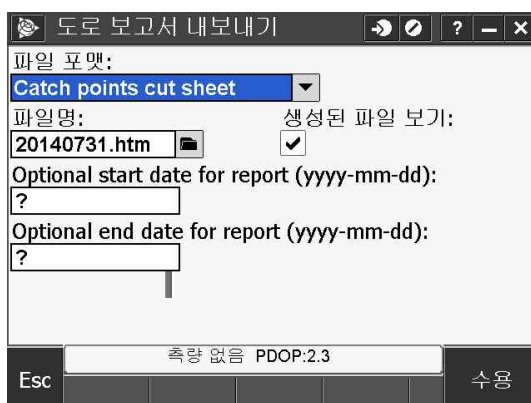 도로 보고서 내보내기 ?
파일 포맷:
Catch points cut sheet
파일명: 생성된 파일 보기:
20140731.htm
Optional start date for report (yyyy-mm-dd):
?
Optional end date for report (yyyy-mm-dd):
?
측량 없음 PDOP:2.3
Esc 수용